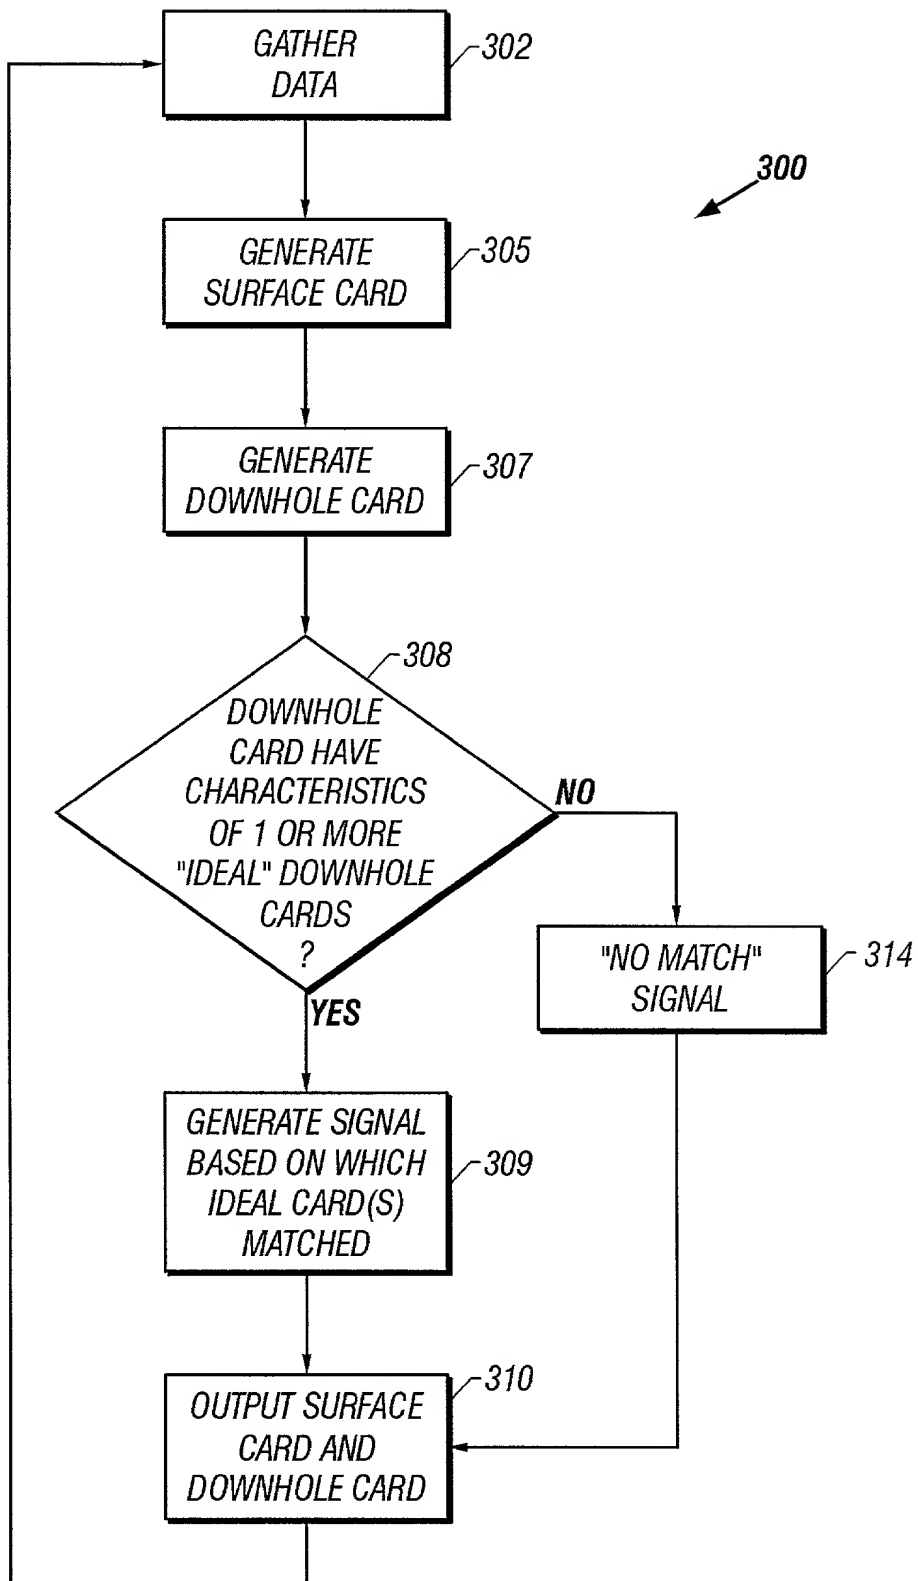 GATHER
DATA
302
300
GENERATE
SURFACE CARD
305
GENERATE
DOWNHOLE CARD
307
308
DOWNHOLE
CARD HAVE
CHARACTERISTICS
OF 1 OR MORE
"IDEAL" DOWNHOLE
CARDS
?
NO
YES
"NO MATCH"
SIGNAL
314
GENERATE SIGNAL
BASED ON WHICH
IDEAL CARD(S)
MATCHED
309
OUTPUT SURFACE
CARD AND
DOWNHOLE CARD
310